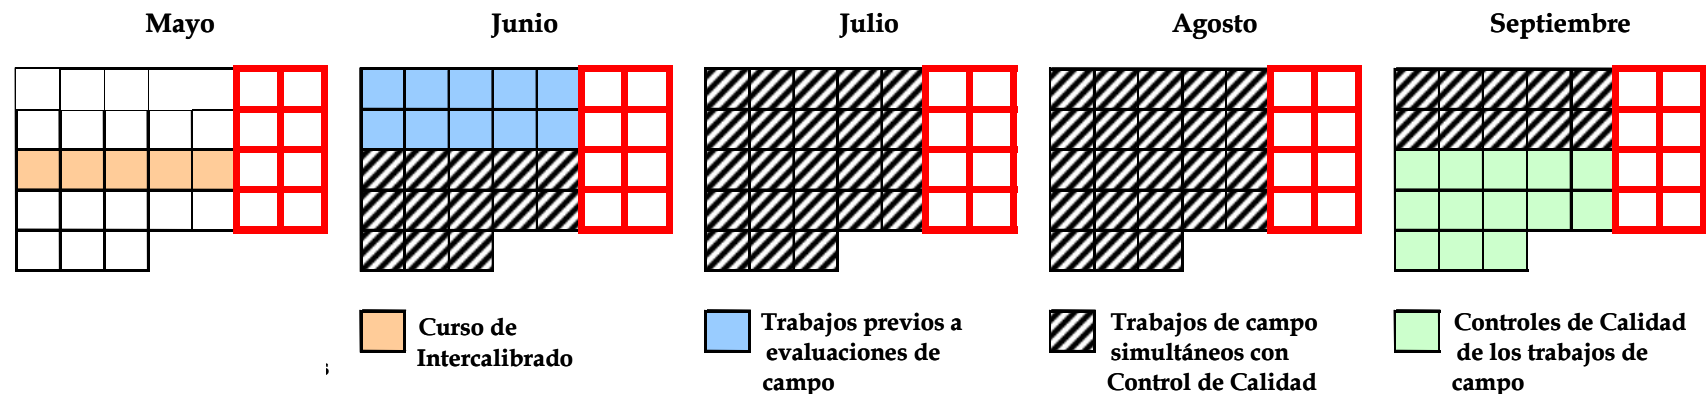 Mayo
Junio
Julio
Agosto
Septiembre
Curso de
Intercalibrado
Trabajos previos a
evaluaciones de
campo
Trabajos de campo
simultáneos con
Control de Calidad
Controles de Calidad
de los trabajos de
campo